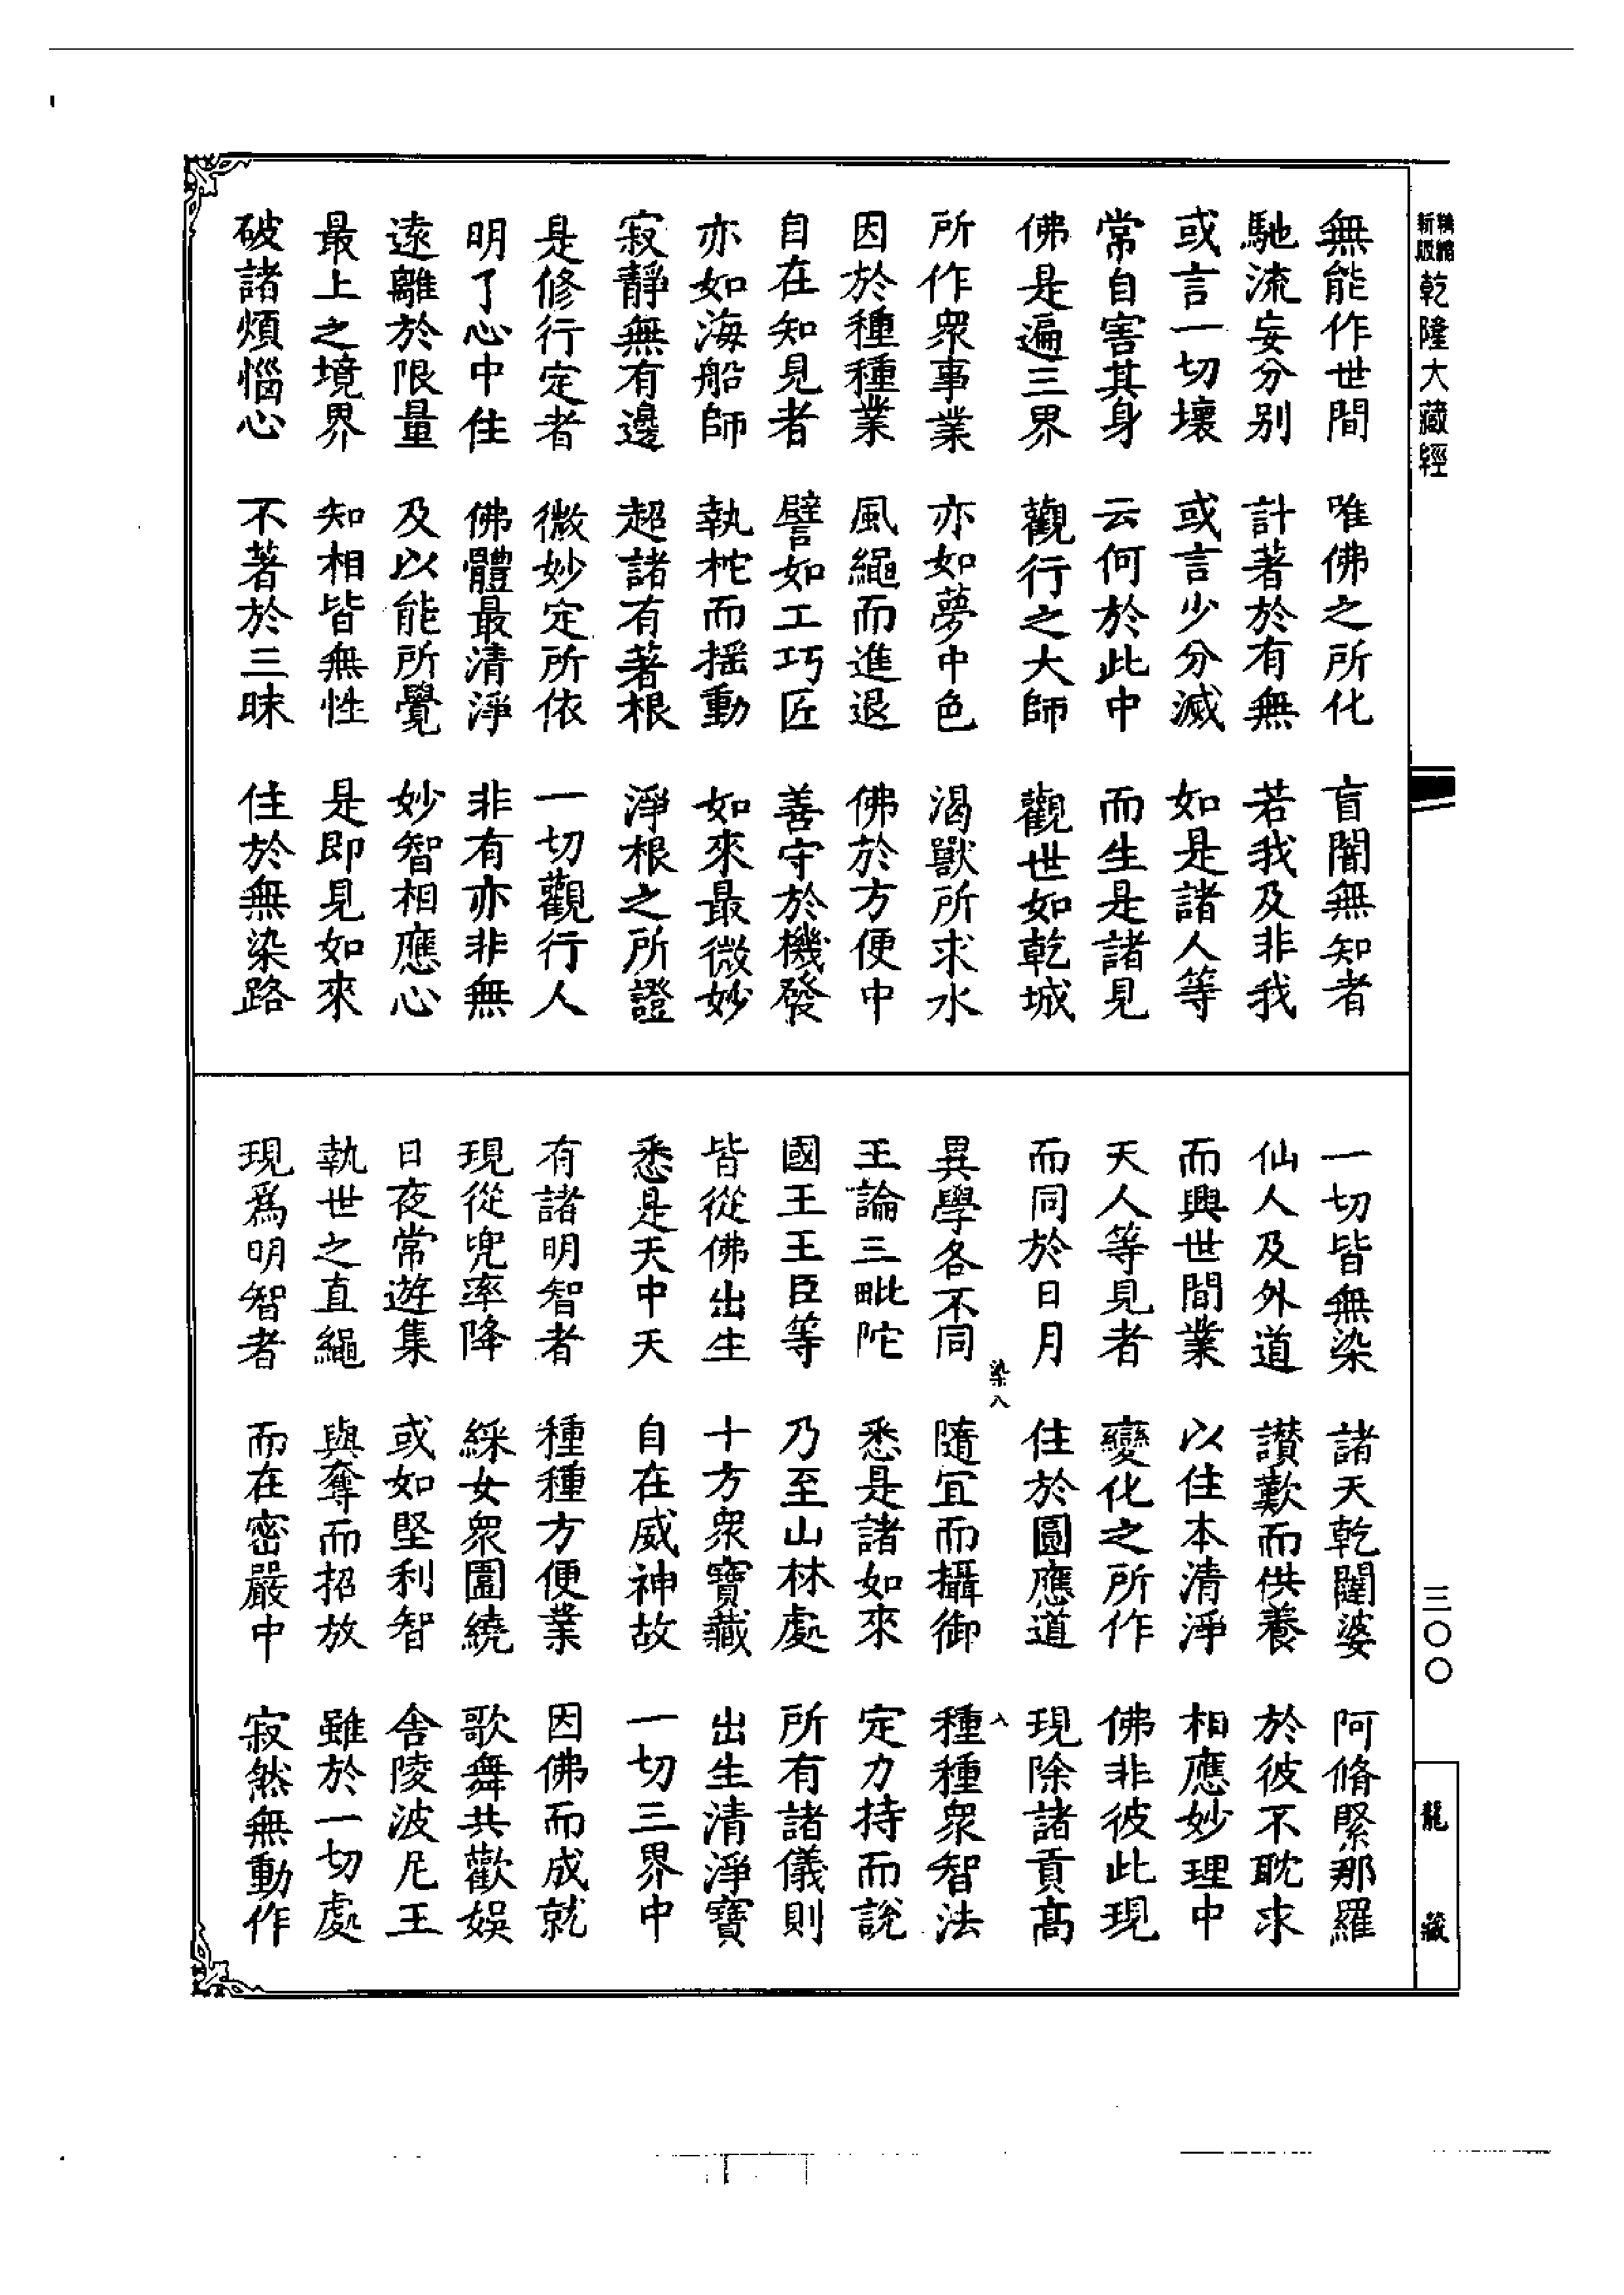 精縮
新版
乾隆大藏經
無能作世間 唯佛之所化 盲闇無知者
馳流妄分別 計著於有無 若我及非我
或言一切壞 或言少分滅 如是諸人等
常自害其身 云何於此中 而生是諸見
佛是遍三界 觀行之大師 觀世如乾城
所作眾事業 亦如夢中色 渴獸所求水
因於種種業 風繩而進退 佛於方便中
自在知見者 譬如工巧匠 善守於機發
亦如海船師 執柁而搖動 如來最微妙
寂靜無有邊 超諸有著根 淨根之所證
是修行定者 微妙定所依 一切觀行人
明了心中住 佛體最清淨 非有亦非無
遠離於限量 及以能所覺 妙智相應心
最上之境界 知相皆無性 是即見如來
破諸煩惱心 不著於三昧 住於無染路
一切皆無染 諸天乾闥婆 阿脩緊那羅
仙人及外道 讚歎而供養 於彼不耽求
而興世間業 以住本清淨 相應妙理中
天人等見者 變化之所作 佛非彼此現
而同於日月 住於圓應道 現除諸貢高
染八
八
異學各不同 隨宜而攝御 種種眾智法
王論三毗陀 悉是諸如來 定力持而說
國王王臣等 乃至山林處 所有諸儀則
皆從佛出生 十方眾寶藏 出生清淨寶
悉是天中天 自在威神故 一切三界中
有諸明智者 種種方便業 因佛而成就
現從兜率降 綵女眾圍繞 歌舞共歡娛
日夜常遊集 或如堅利智 舍陵波尼王
執世之直繩 與奪而招放 雖於一切處
現為明智者 而在密嚴中 寂然無動作
三〇〇
龍藏